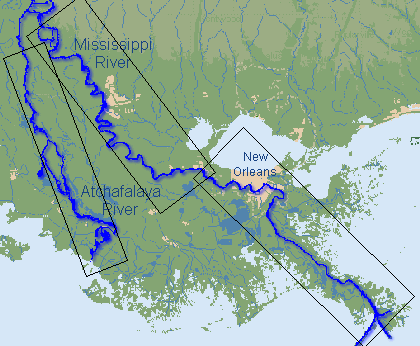 Mississippi
River
New
Orleans
Atchafalaya
River